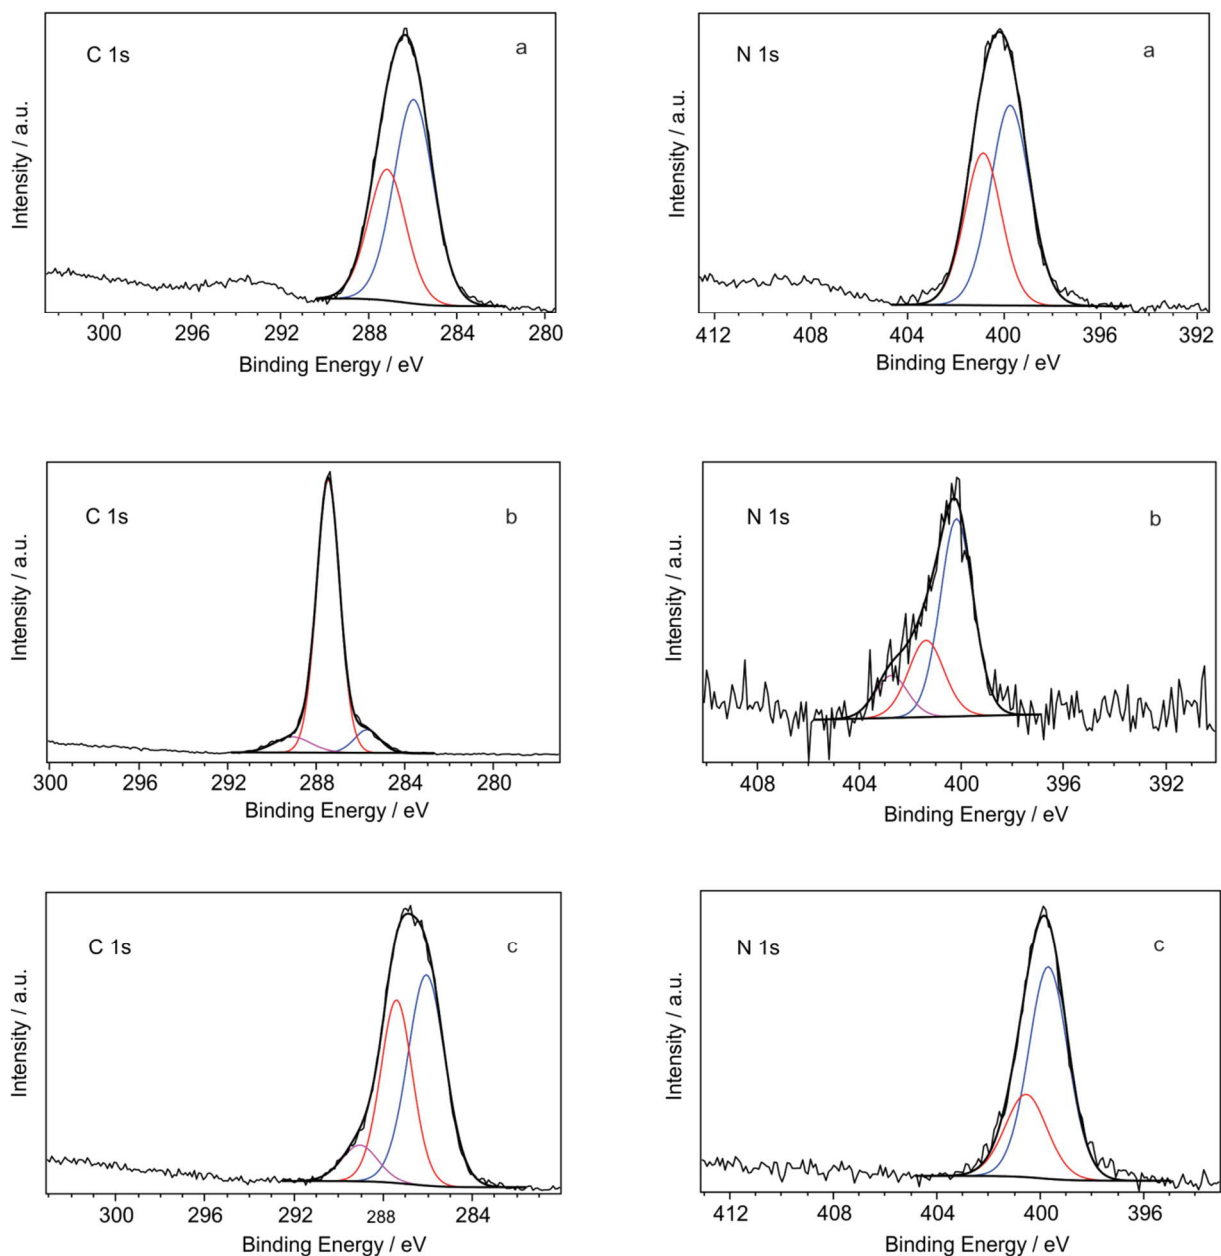 C 1s
a
Intensity / a.u.
300 296 292 288 284 280
Binding Energy / eV
N 1s
a
Intensity / a.u.
412 408 404 400 396 392
Binding Energy / eV
C 1s
b
Intensity / a.u.
300 296 292 288 284 280
Binding Energy / eV
N 1s
b
Intensity / a.u.
408 404 400 396 392
Binding Energy / eV
C 1s
c
Intensity / a.u.
300 296 292 288 284
Binding Energy / eV
N 1s
c
Intensity / a.u.
412 408 404 400 396
Binding Energy / eV